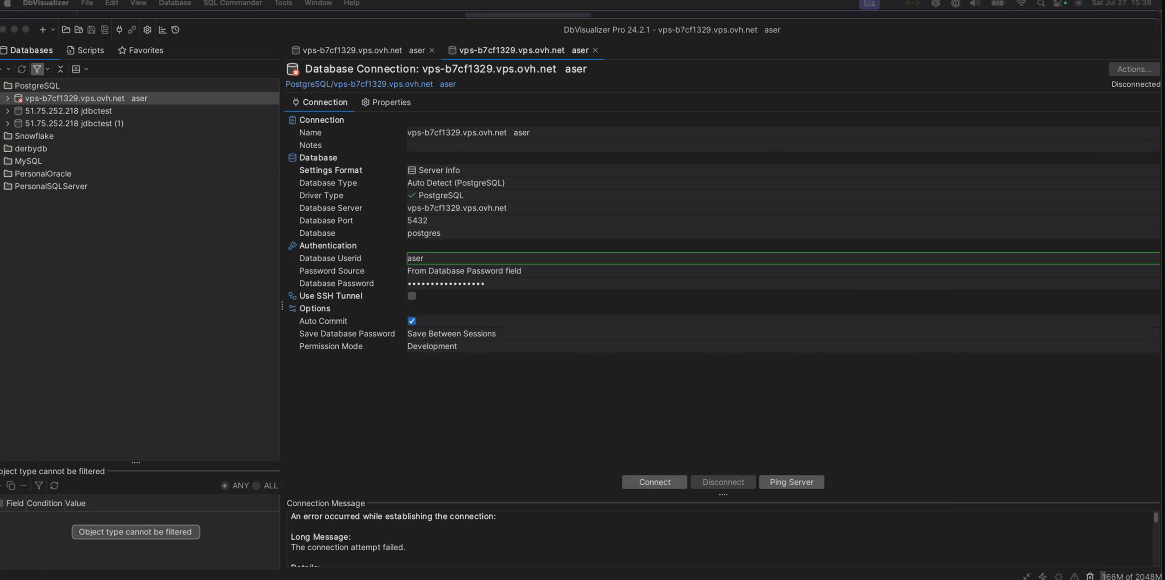 DbVisualizer File Edit View Database SQL Commander Tools Window Help Sat Jul 27 15:38
DbVisualizer Pro 24.2.1 - vps-b7cf1329.vps.ovh.net aser
Databases Scripts Favorites
vps-b7cf1329.vps.ovh.net aser
vps-b7cf1329.vps.ovh.net aser
PostgreSQL
vps-b7cf1329.vps.ovh.net aser
51.75.252.218 jdbctest
51.75.252.218 jdbctest (1)
Snowflake
derbydb
MySQL
PersonalOracle
PersonalSQLServer
Database Connection: vps-b7cf1329.vps.ovh.net aser
Actions...
PostgreSQL/vps-b7cf1329.vps.ovh.net aser
Disconnected
Connection Properties
Connection
Name vps-b7cf1329.vps.ovh.net aser
Notes
Database
Settings Format Server Info
Database Type Auto Detect (PostgreSQL)
Driver Type PostgreSQL
Database Server vps-b7cf1329.vps.ovh.net
Database Port 5432
Database postgres
Authentication
Database Userid aser
Password Source From Database Password field
Database Password •••••••••••••••••
Use SSH Tunnel
Options
Auto Commit
Save Database Password Save Between Sessions
Permission Mode Development
Connect Disconnect Ping Server
bject type cannot be filtered
ANY ALL
Field Condition Value
Object type cannot be filtered
Connection Message
An error occurred while establishing the connection:
Long Message:
The connection attempt failed.
166M of 2048M